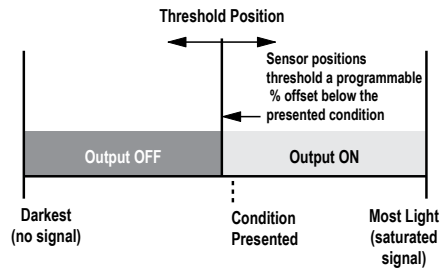 Threshold Position
Sensor positions
threshold a programmable
% offset below the
presented condition
Output OFF
Output ON
Darkest
(no signal)
Condition
Presented
Most Light
(saturated
signal)